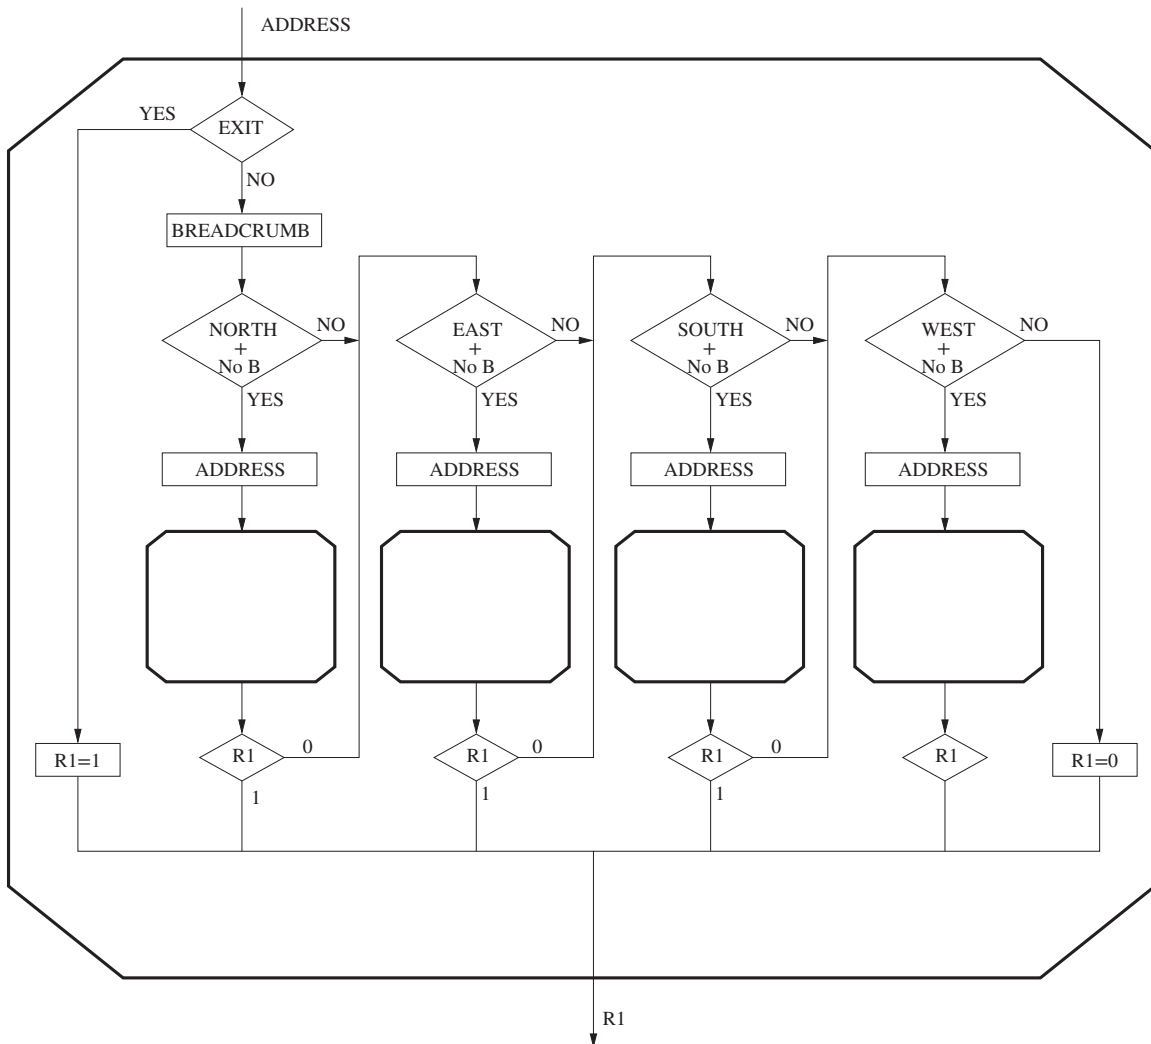 ADDRESS
YES
EXIT
NO
BREADCRUMB
NORTH
+
No B
NO
EAST
+
No B
NO
SOUTH
+
No B
NO
WEST
+
No B
NO
YES
YES
YES
YES
ADDRESS
ADDRESS
ADDRESS
ADDRESS
R1=1
R1
0
R1
0
R1
0
R1
R1=0
1
1
1
R1